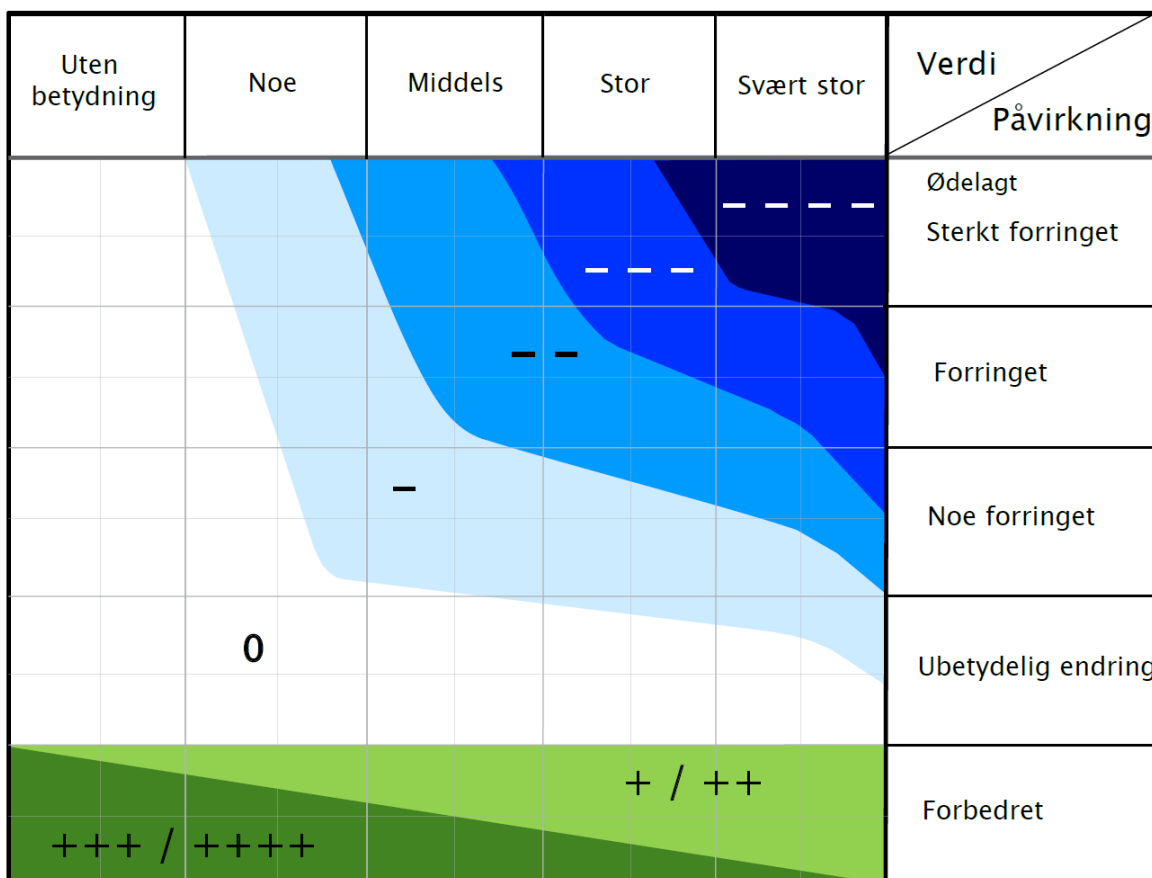 Uten
betydning
Noe
Middels
Stor
Svært stor
Verdi
Påvirkning
Ødelagt
– – – –
Sterkt forringet
– – –
– –
Forringet
–
Noe forringet
0
Ubetydelig endring
+ / ++
Forbedret
+++ / ++++